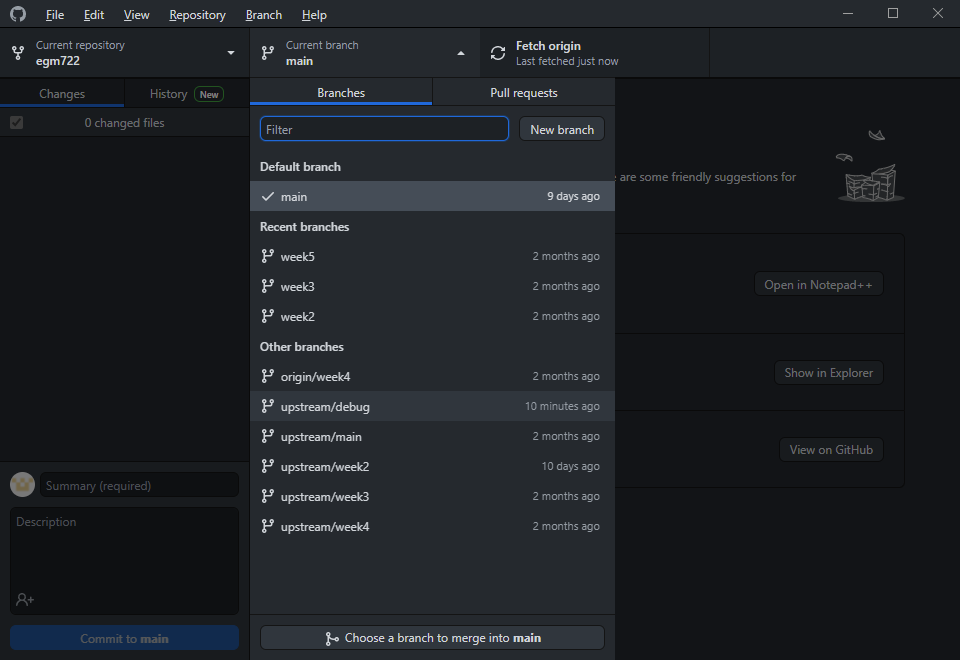 File Edit View Repository Branch Help
Current repository
egm722
Current branch
main
Fetch origin
Last fetched just now
Changes
History New
0 changed files
Branches
Pull requests
Filter
New branch
Default branch
main 9 days ago
Recent branches
week5 2 months ago
week3 2 months ago
week2 2 months ago
Other branches
origin/week4 2 months ago
upstream/debug 10 minutes ago
upstream/main 2 months ago
upstream/week2 10 days ago
upstream/week3 2 months ago
upstream/week4 2 months ago
Choose a branch to merge into main
are some friendly suggestions for
Open in Notepad++
Show in Explorer
View on GitHub
Summary (required)
Description
Commit to main